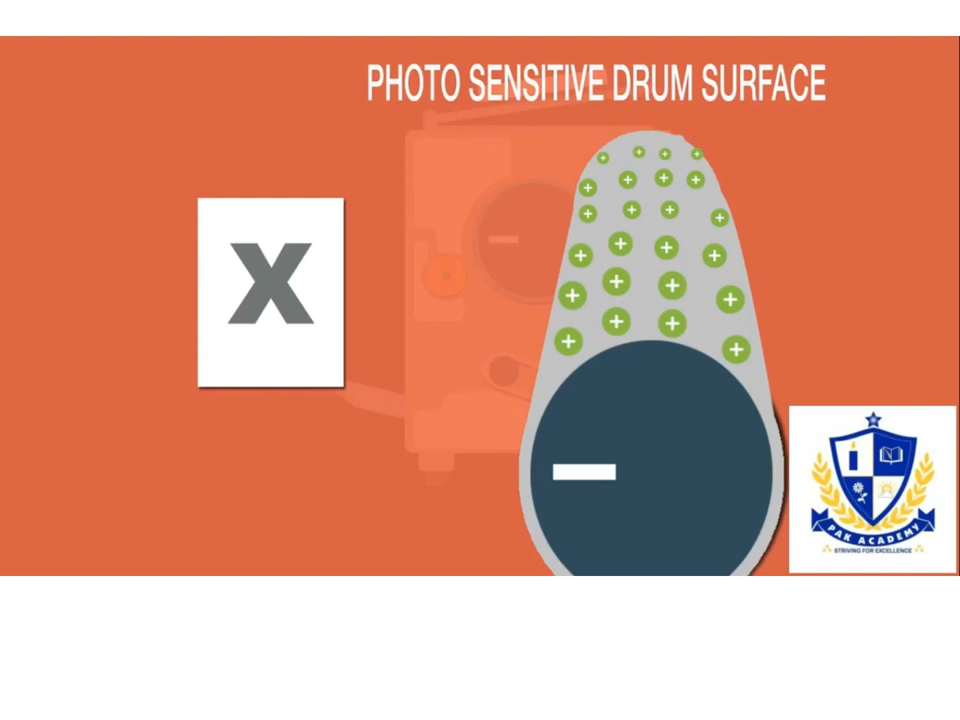 PHOTO SENSITIVE DRUM SURFACE
X
PAK ACADEMY
STRIVING FOR EXCELLENCE